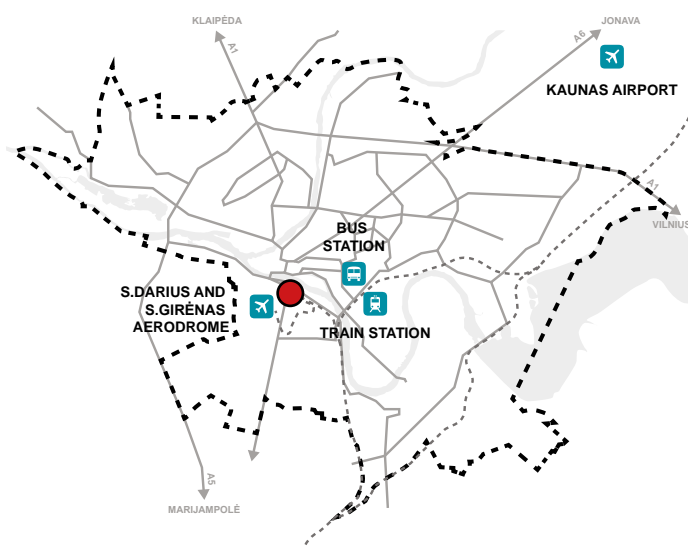 KLAIPĖDA
JONAVA
A1
A6
KAUNAS AIRPORT
A1
VILNIUS
BUS
STATION
S.DARIUS AND
S.GIRĖNAS
AERODROME
TRAIN STATION
A5
MARIJAMPOLĖ